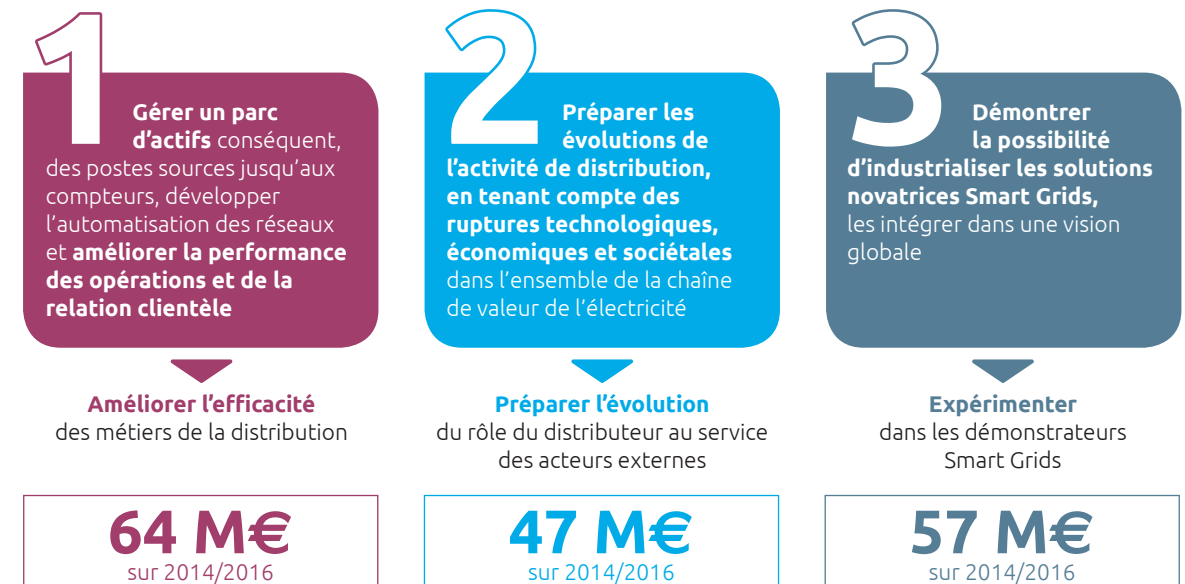 1
Gérer un parc
d'actifs conséquent,
des postes sources jusqu'aux
compteurs, développer
l'automatisation des réseaux
et améliorer la performance
des opérations et de la
relation clientèle
Améliorer l'efficacité
des métiers de la distribution
64 M€
sur 2014/2016
2
Préparer les
évolutions de
l'activité de distribution,
en tenant compte des
ruptures technologiques,
économiques et sociétales
dans l'ensemble de la chaîne
de valeur de l'électricité
Préparer l'évolution
du rôle du distributeur au service
des acteurs externes
47 M€
sur 2014/2016
3
Démontrer
la possibilité
d'industrialiser les solutions
novatrices Smart Grids,
les intégrer dans une vision
globale
Expérimenter
dans les démonstrateurs
Smart Grids
57 M€
sur 2014/2016